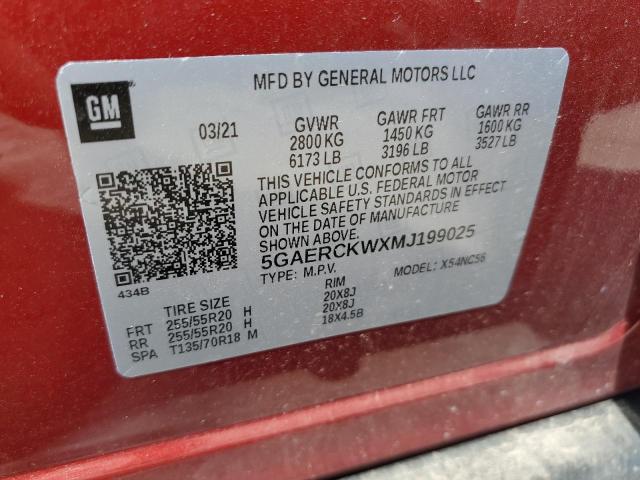 MFD BY GENERAL MOTORS LLC
GM
03/21 GVWR GAWR FRT GAWR RR
2800 KG 1450 KG 1600 KG
6173 LB 3196 LB 3527 LB
THIS VEHICLE CONFORMS TO ALL
APPLICABLE U.S. FEDERAL MOTOR
VEHICLE SAFETY STANDARDS IN EFFECT
ON THE DATE OF MANUFACTURE
SHOWN ABOVE.
5GAERCKWXMJ199025
TYPE: M.P.V. MODEL: X54NC56
434B
TIRE SIZE RIM
FRT 255/55R20 H 20X8J
RR 255/55R20 H 20X8J
SPA T135/70R18 M 18X4.5B